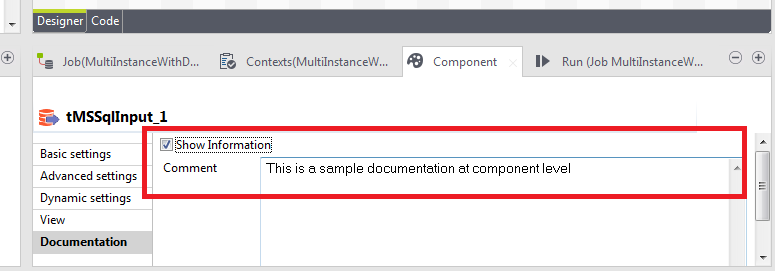 Designer Code
Job(MultiInstanceWithD... Contexts(MultiInstanceW... Component Run (Job MultiInstanceW...
tMSSqlInput_1
Show Information
Basic settings
Comment This is a sample documentation at component level
Advanced settings
Dynamic settings
View
Documentation